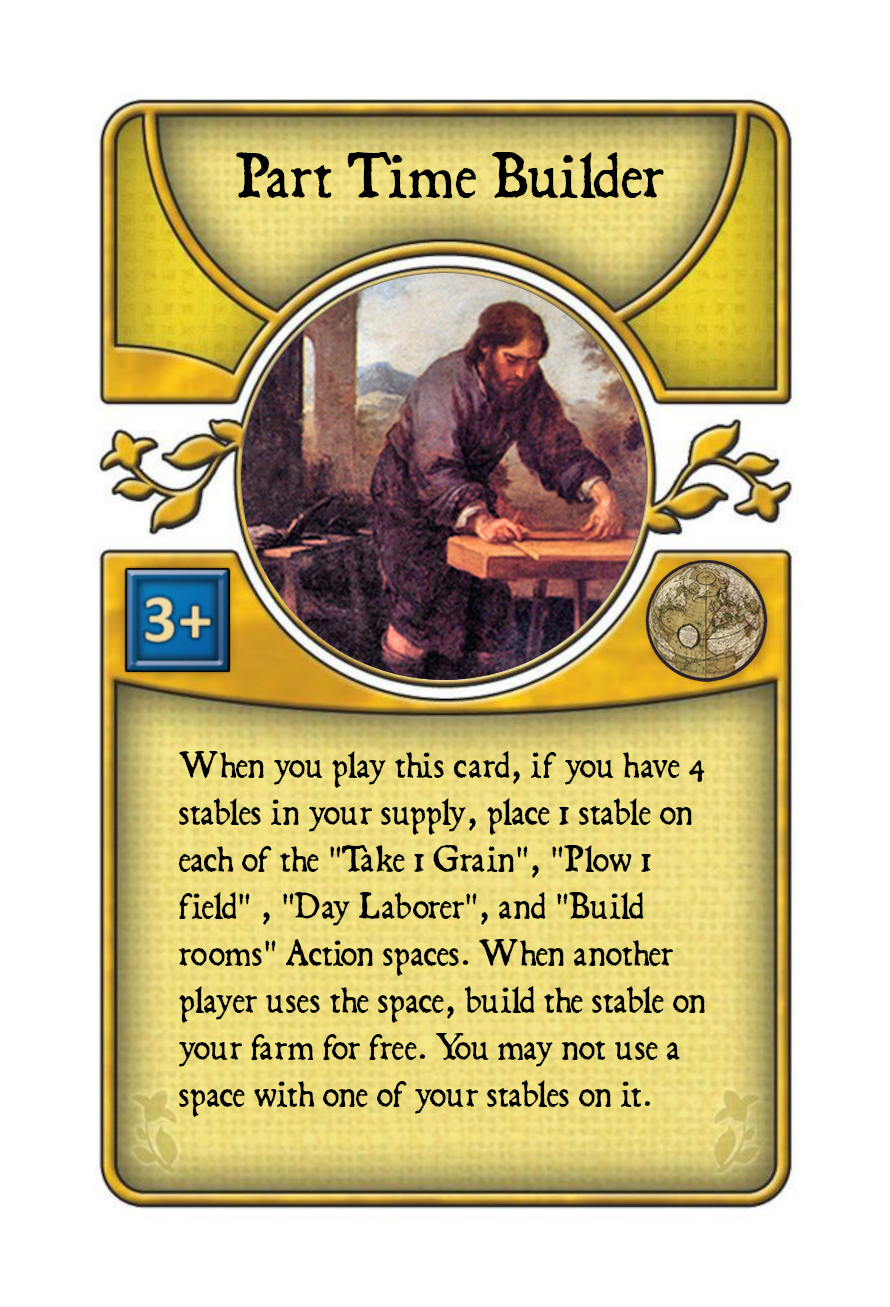 Part Time Builder
3+
When you play this card, if you have 4
stables in your supply, place 1 stable on
each of the "Take 1 Grain", "Plow 1
field" , "Day Laborer", and "Build
rooms" Action spaces. When another
player uses the space, build the stable on
your farm for free. You may not use a
space with one of your stables on it.